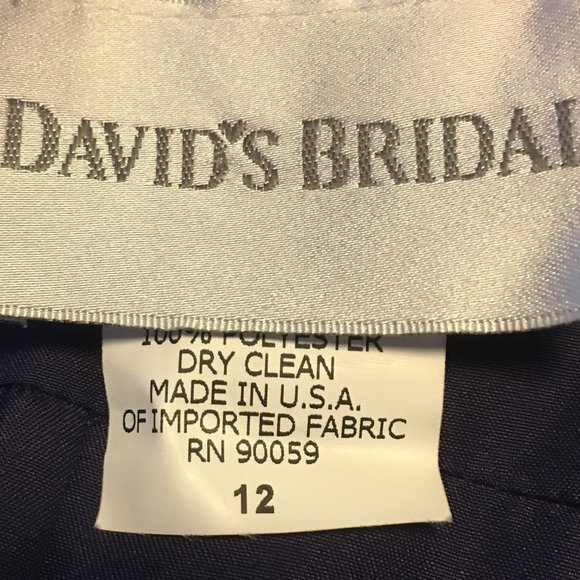 DAVID'S BRIDAL
100% POLYESTER
DRY CLEAN
MADE IN U.S.A.
OF IMPORTED FABRIC
RN 90059
12